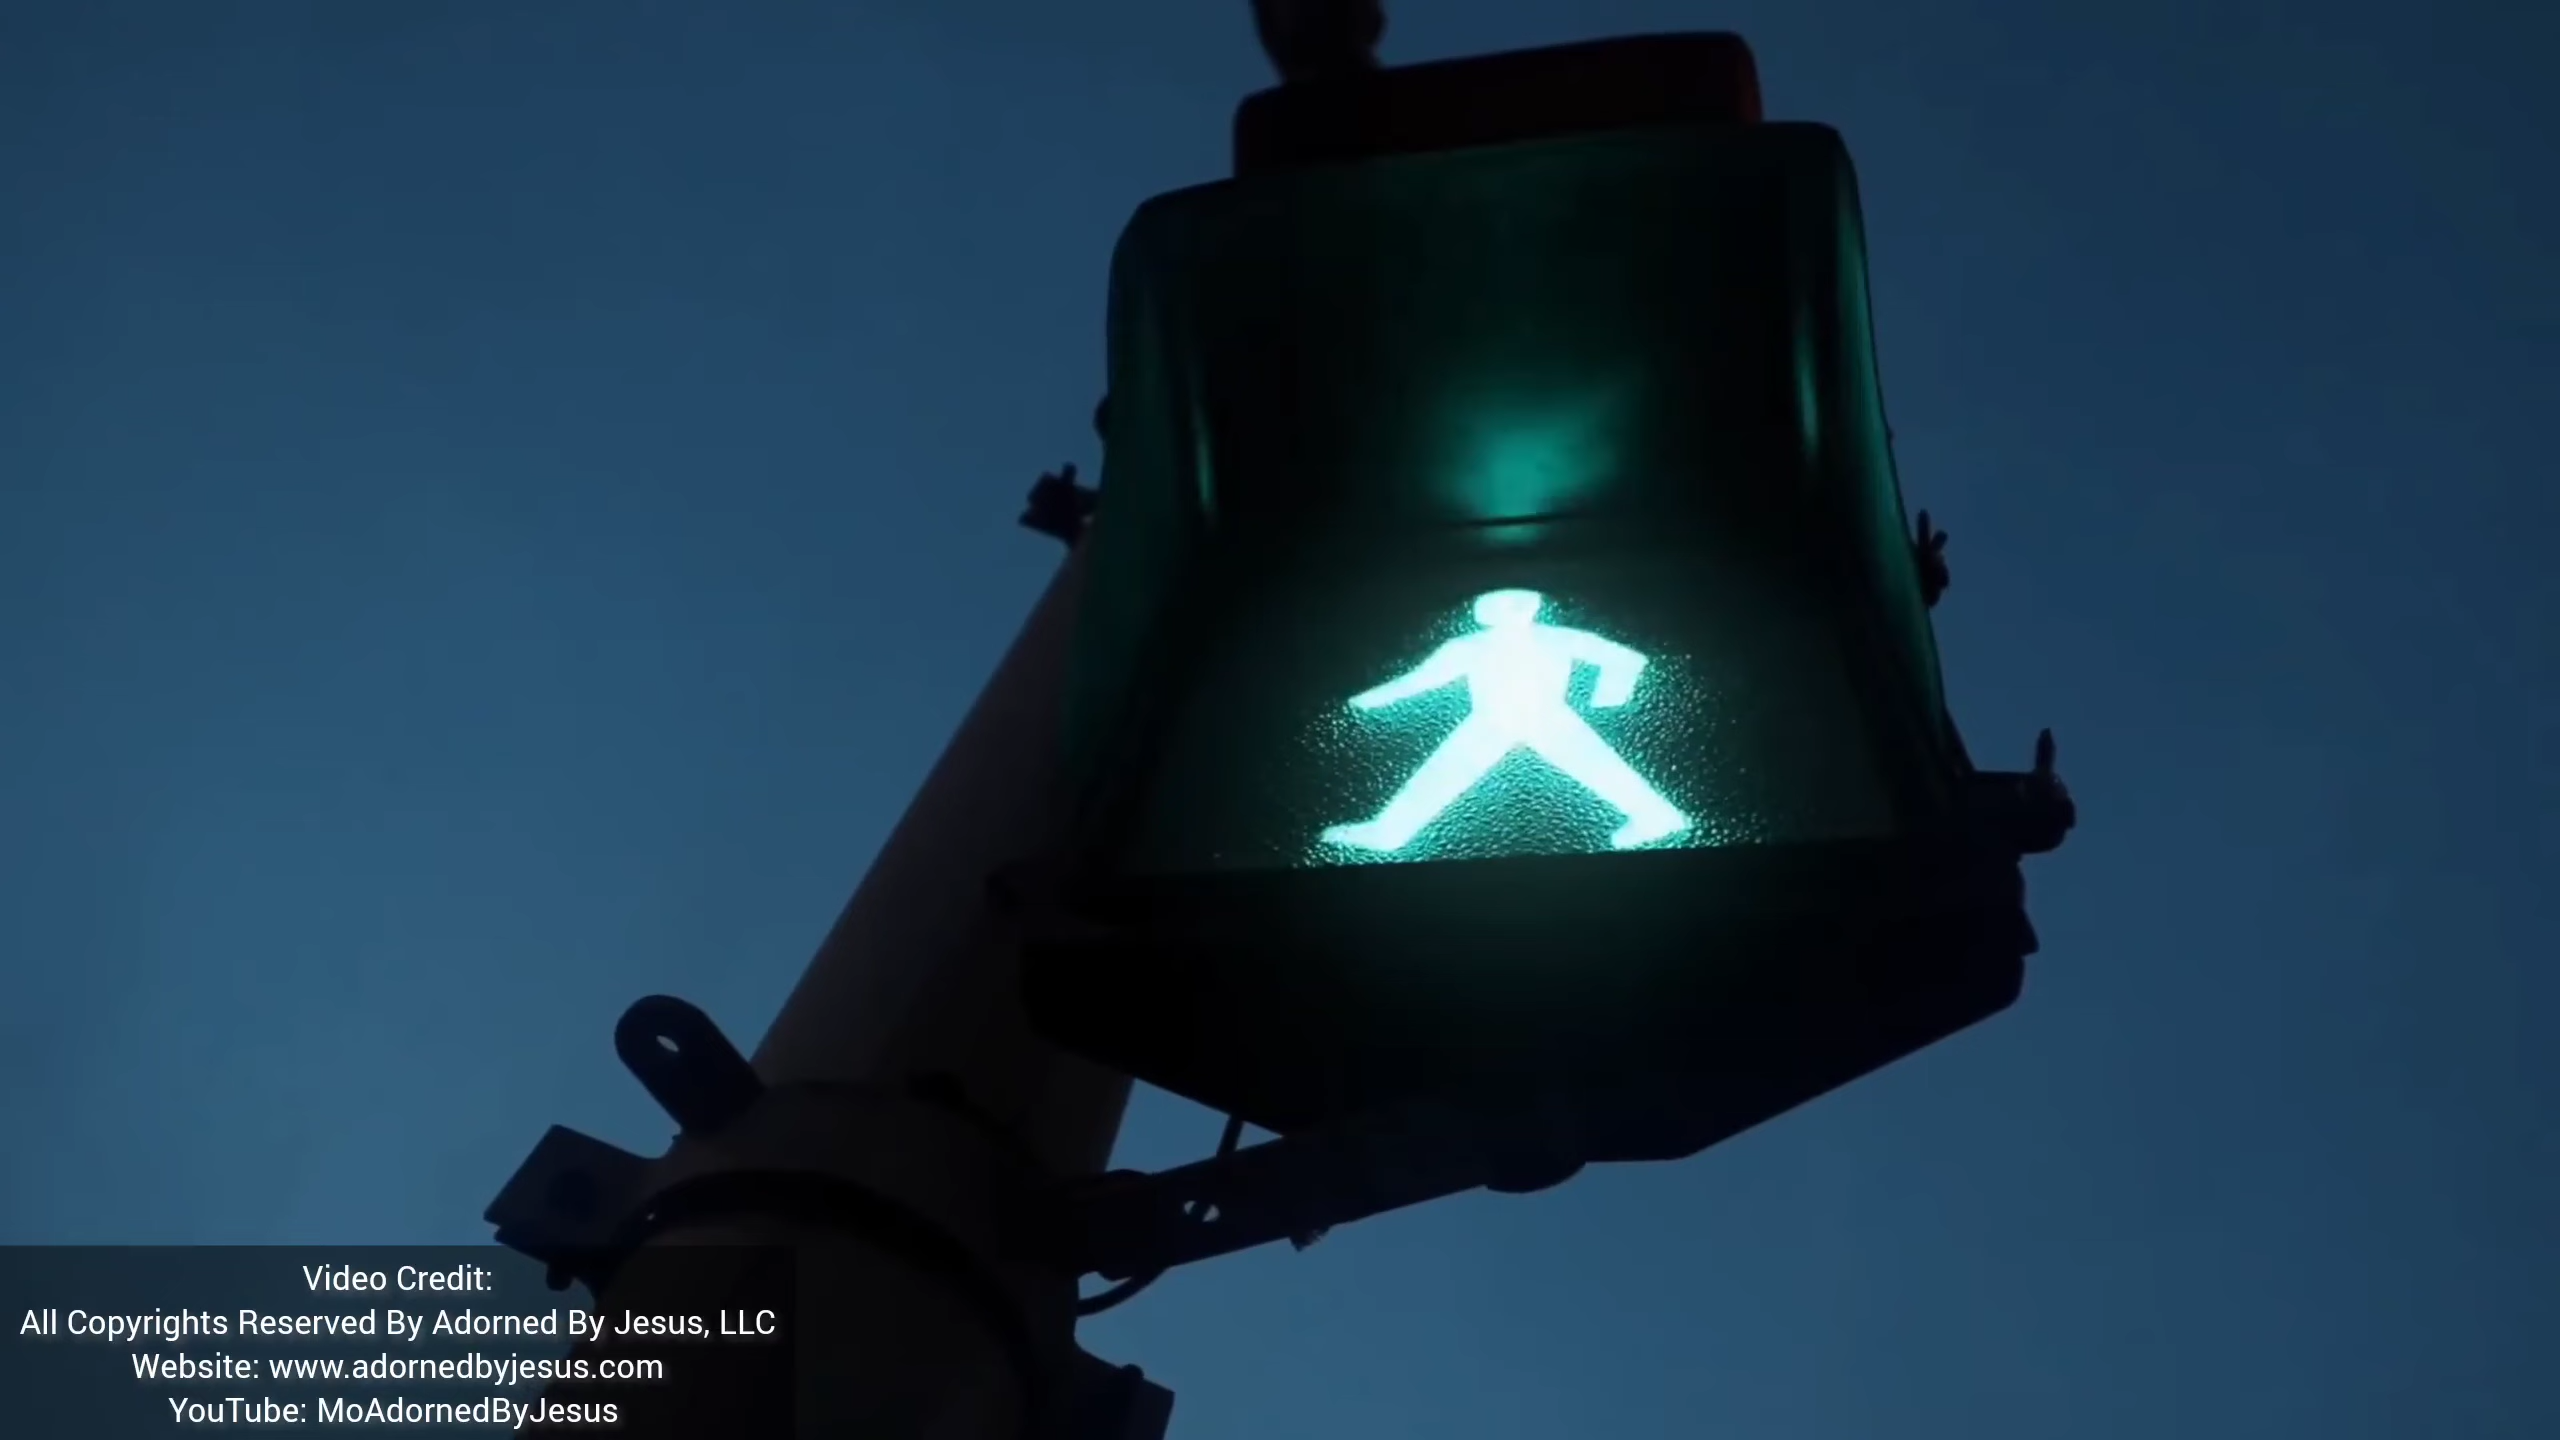 Video Credit:
All Copyrights Reserved By Adorned By Jesus, LLC
Website: www.adornedbyjesus.com
YouTube: MoAdornedByJesus